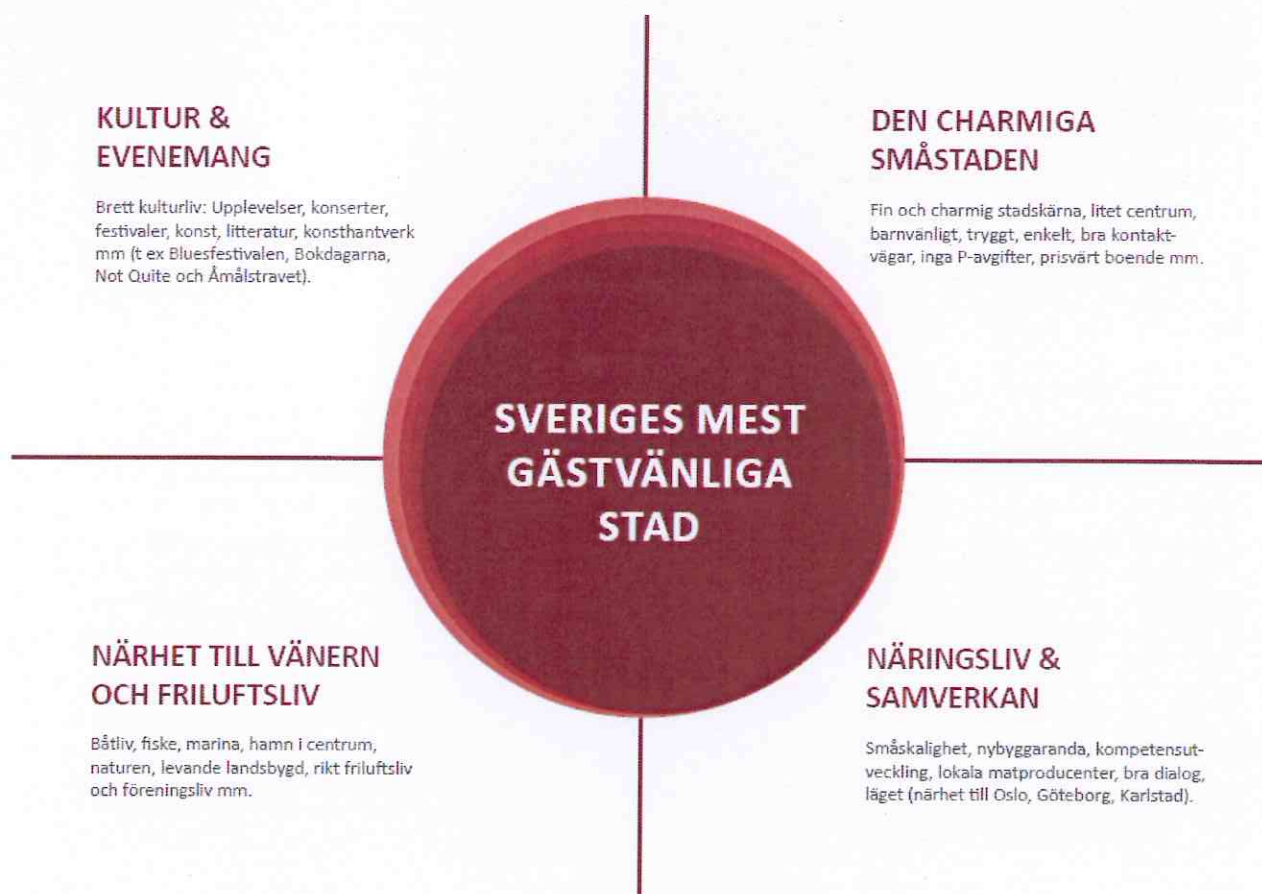 KULTUR &
EVENEMANG
Brett kulturliv: Upplevelser, konserter,
festivaler, konst, litteratur, konsthantverk
mm (t ex Bluesfestivalen, Bokdagarna,
Not Quite och Åmålstravet).
DEN CHARMIGA
SMÅSTADEN
Fin och charmig stadskärna, litet centrum,
barnvänligt, tryggt, enkelt, bra kontakt-
vägar, inga P-avgifter, prisvärt boende mm.
SVERIGES MEST
GÄSTVÄNLIGA
STAD
NÄRHET TILL VÄNERN
OCH FRILUFTSLIV
Båtliv, fiske, marina, hamn i centrum,
naturen, levande landsbygd, rikt friluftsliv
och föreningsliv mm.
NÄRINGSLIV &
SAMVERKAN
Småskalighet, nybyggaranda, kompetensut-
veckling, lokala matproducenter, bra dialog,
läget (närhet till Oslo, Göteborg, Karlstad).